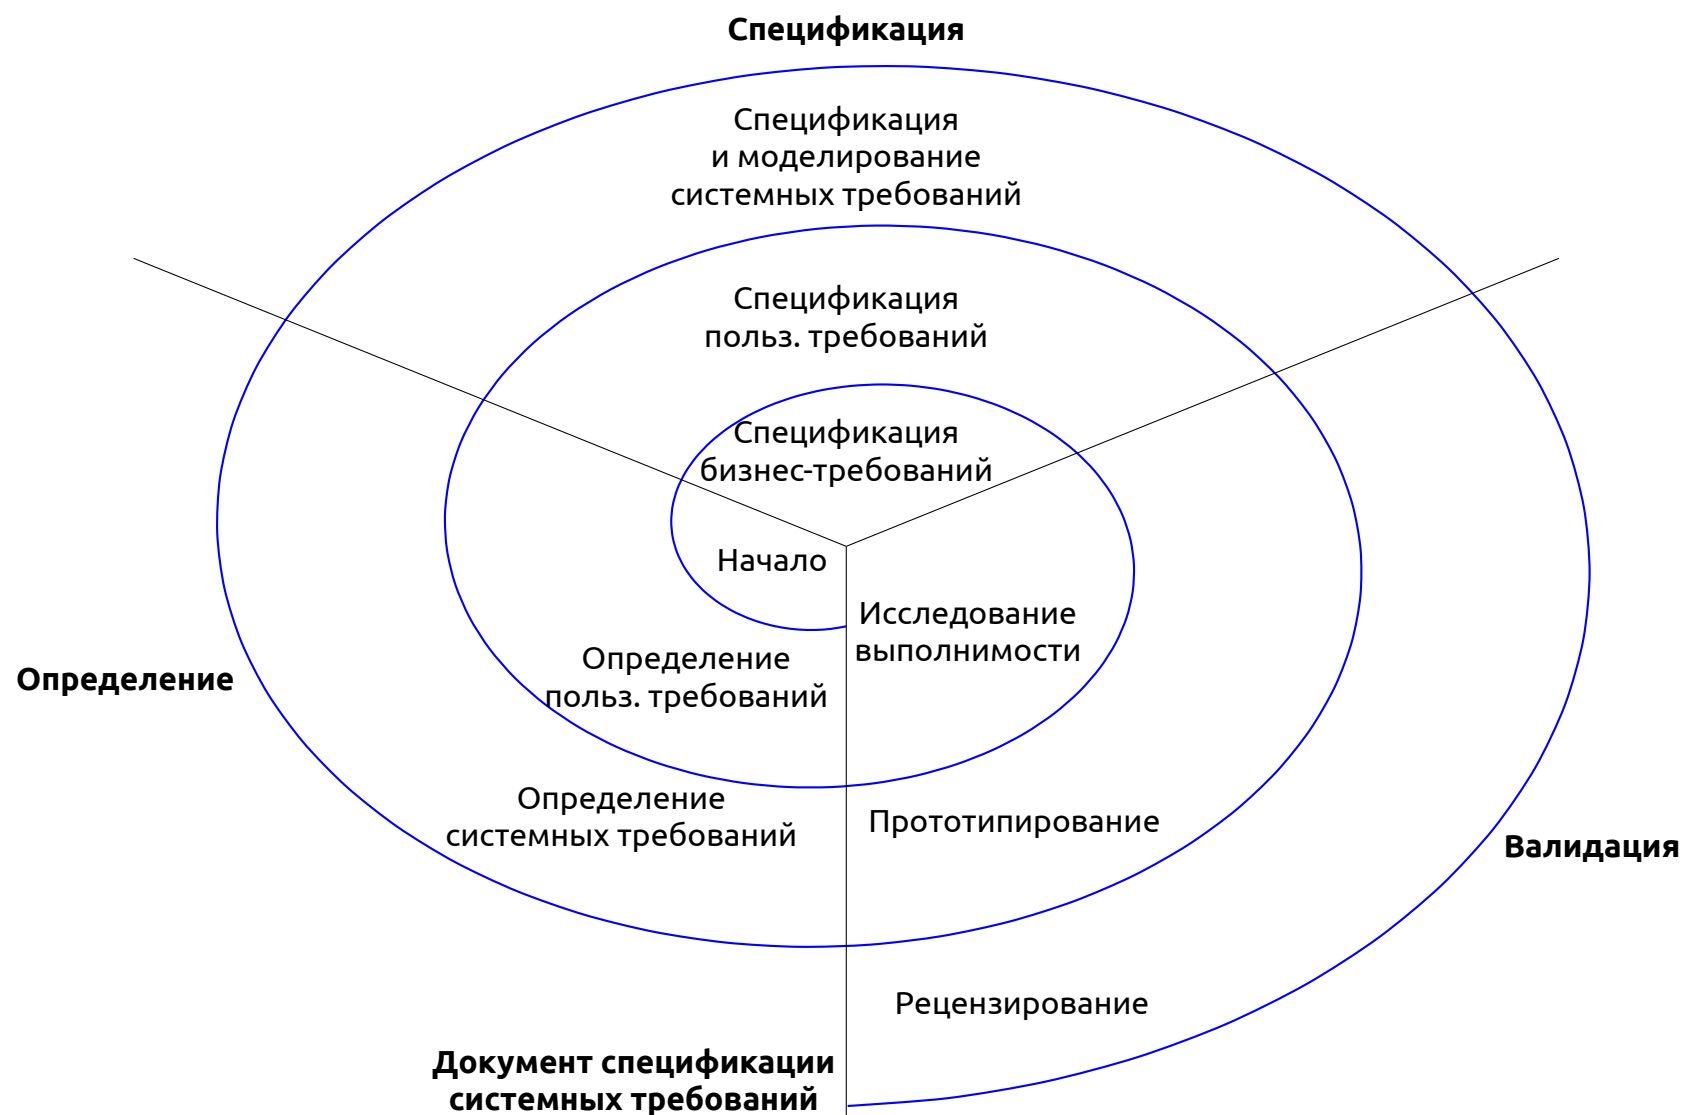 Спецификация
Спецификация
и моделирование
системных требований
Спецификация
польз. требований
Спецификация
бизнес-требований
Начало
Исследование
выполнимости
Определение
польз. требований
Определение
Определение
системных требований
Прототипирование
Валидация
Рецензирование
Документ спецификации
системных требований